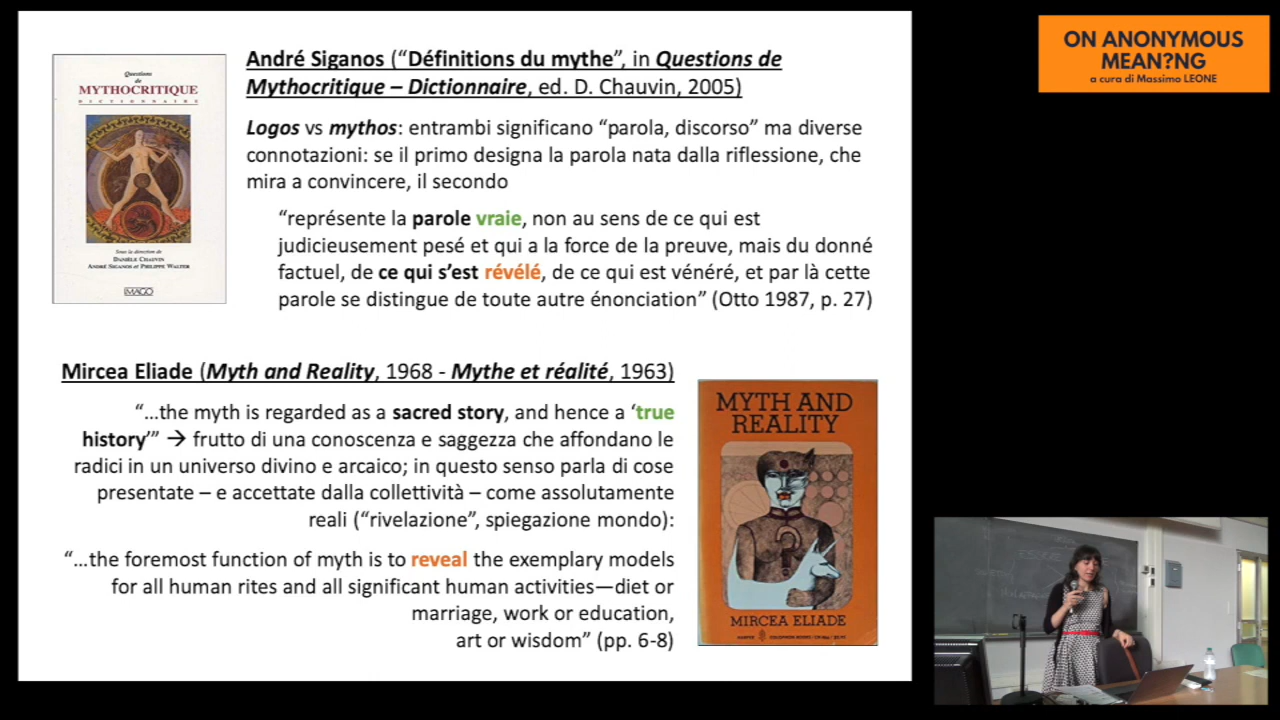 André Siganos (“Définitions du mythe”, in Questions de
Mythocritique – Dictionnaire, ed. D. Chauvin, 2005)
Logos vs mythos: entrambi significano “parola, discorso” ma diverse
connotazioni: se il primo designa la parola nata dalla riflessione, che
mira a convincere, il secondo
“représente la parole vraie, non au sens de ce qui est
judicieusement pesé et qui a la force de la preuve, mais du donné
factuel, de ce qui s’est révélé, de ce qui est vénéré, et par là cette
parole se distingue de toute autre énonciation” (Otto 1987, p. 27)
Questions
de
MYTHOCRITIQUE
DICTIONNAIRE
Sous la direction de
DANIÈLE CHAUVIN
ANDRÉ SIGANOS et PHILIPPE WALTER
IMAGO
Mircea Eliade (Myth and Reality, 1968 - Mythe et réalité, 1963)
“…the myth is regarded as a sacred story, and hence a ‘true
history’” → frutto di una conoscenza e saggezza che affondano le
radici in un universo divino e arcaico; in questo senso parla di cose
presentate – e accettate dalla collettività – come assolutamente
reali (“rivelazione”, spiegazione mondo):
“…the foremost function of myth is to reveal the exemplary models
for all human rites and all significant human activities—diet or
marriage, work or education,
art or wisdom” (pp. 6-8)
MYTH AND
REALITY
?
MIRCEA ELIADE
HARPER COLOPHON BOOKS
ON ANONYMOUS
MEAN?NG
a cura di Massimo LEONE